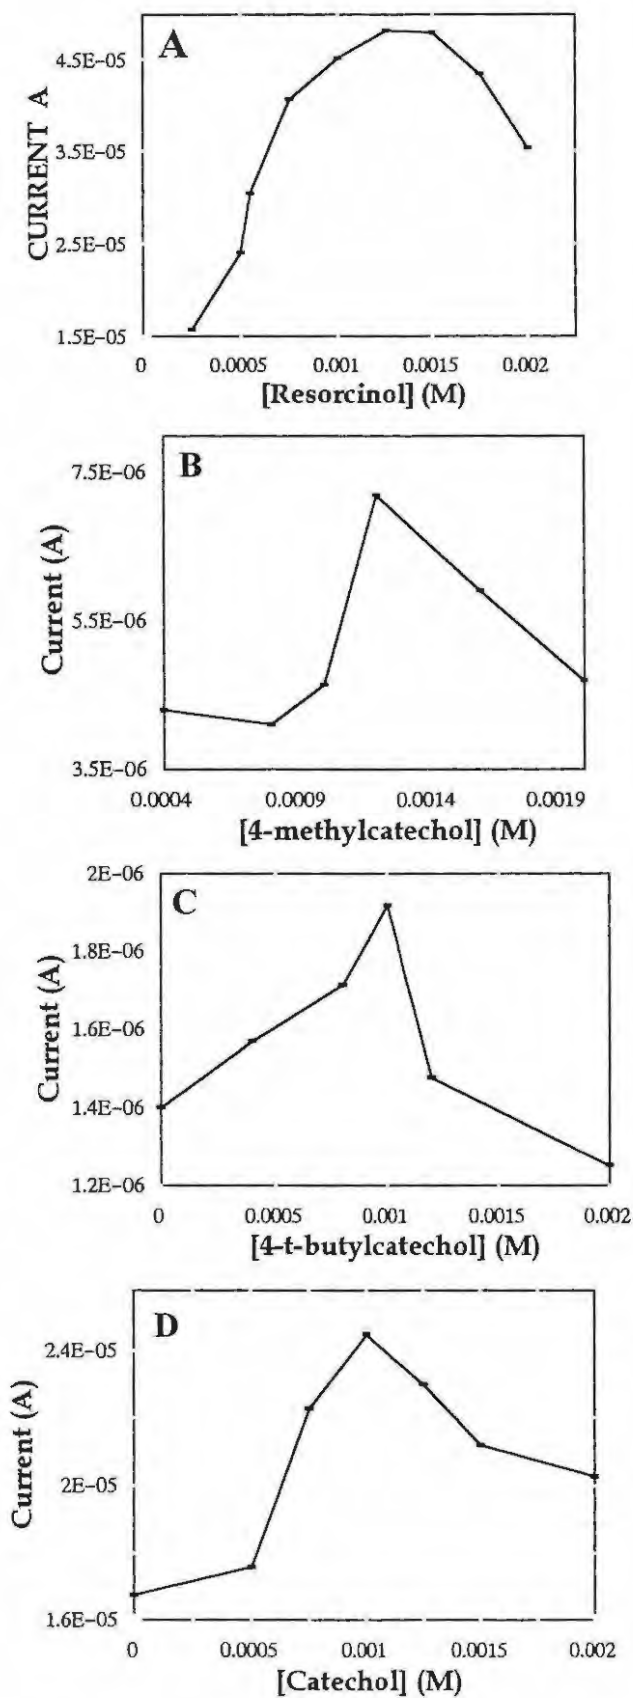 A
4.5E-05
3.5E-05
2.5E-05
1.5E-05
CURRENT A
0 0.0005 0.001 0.0015 0.002
[Resorcinol] (M)
B
7.5E-06
5.5E-06
3.5E-06
Current (A)
0.0004 0.0009 0.0014 0.0019
[4-methylcatechol] (M)
C
2E-06
1.8E-06
1.6E-06
1.4E-06
1.2E-06
Current (A)
0 0.0005 0.001 0.0015 0.002
[4-t-butylcatechol] (M)
D
2.4E-05
2E-05
1.6E-05
Current (A)
0 0.0005 0.001 0.0015 0.002
[Catechol] (M)